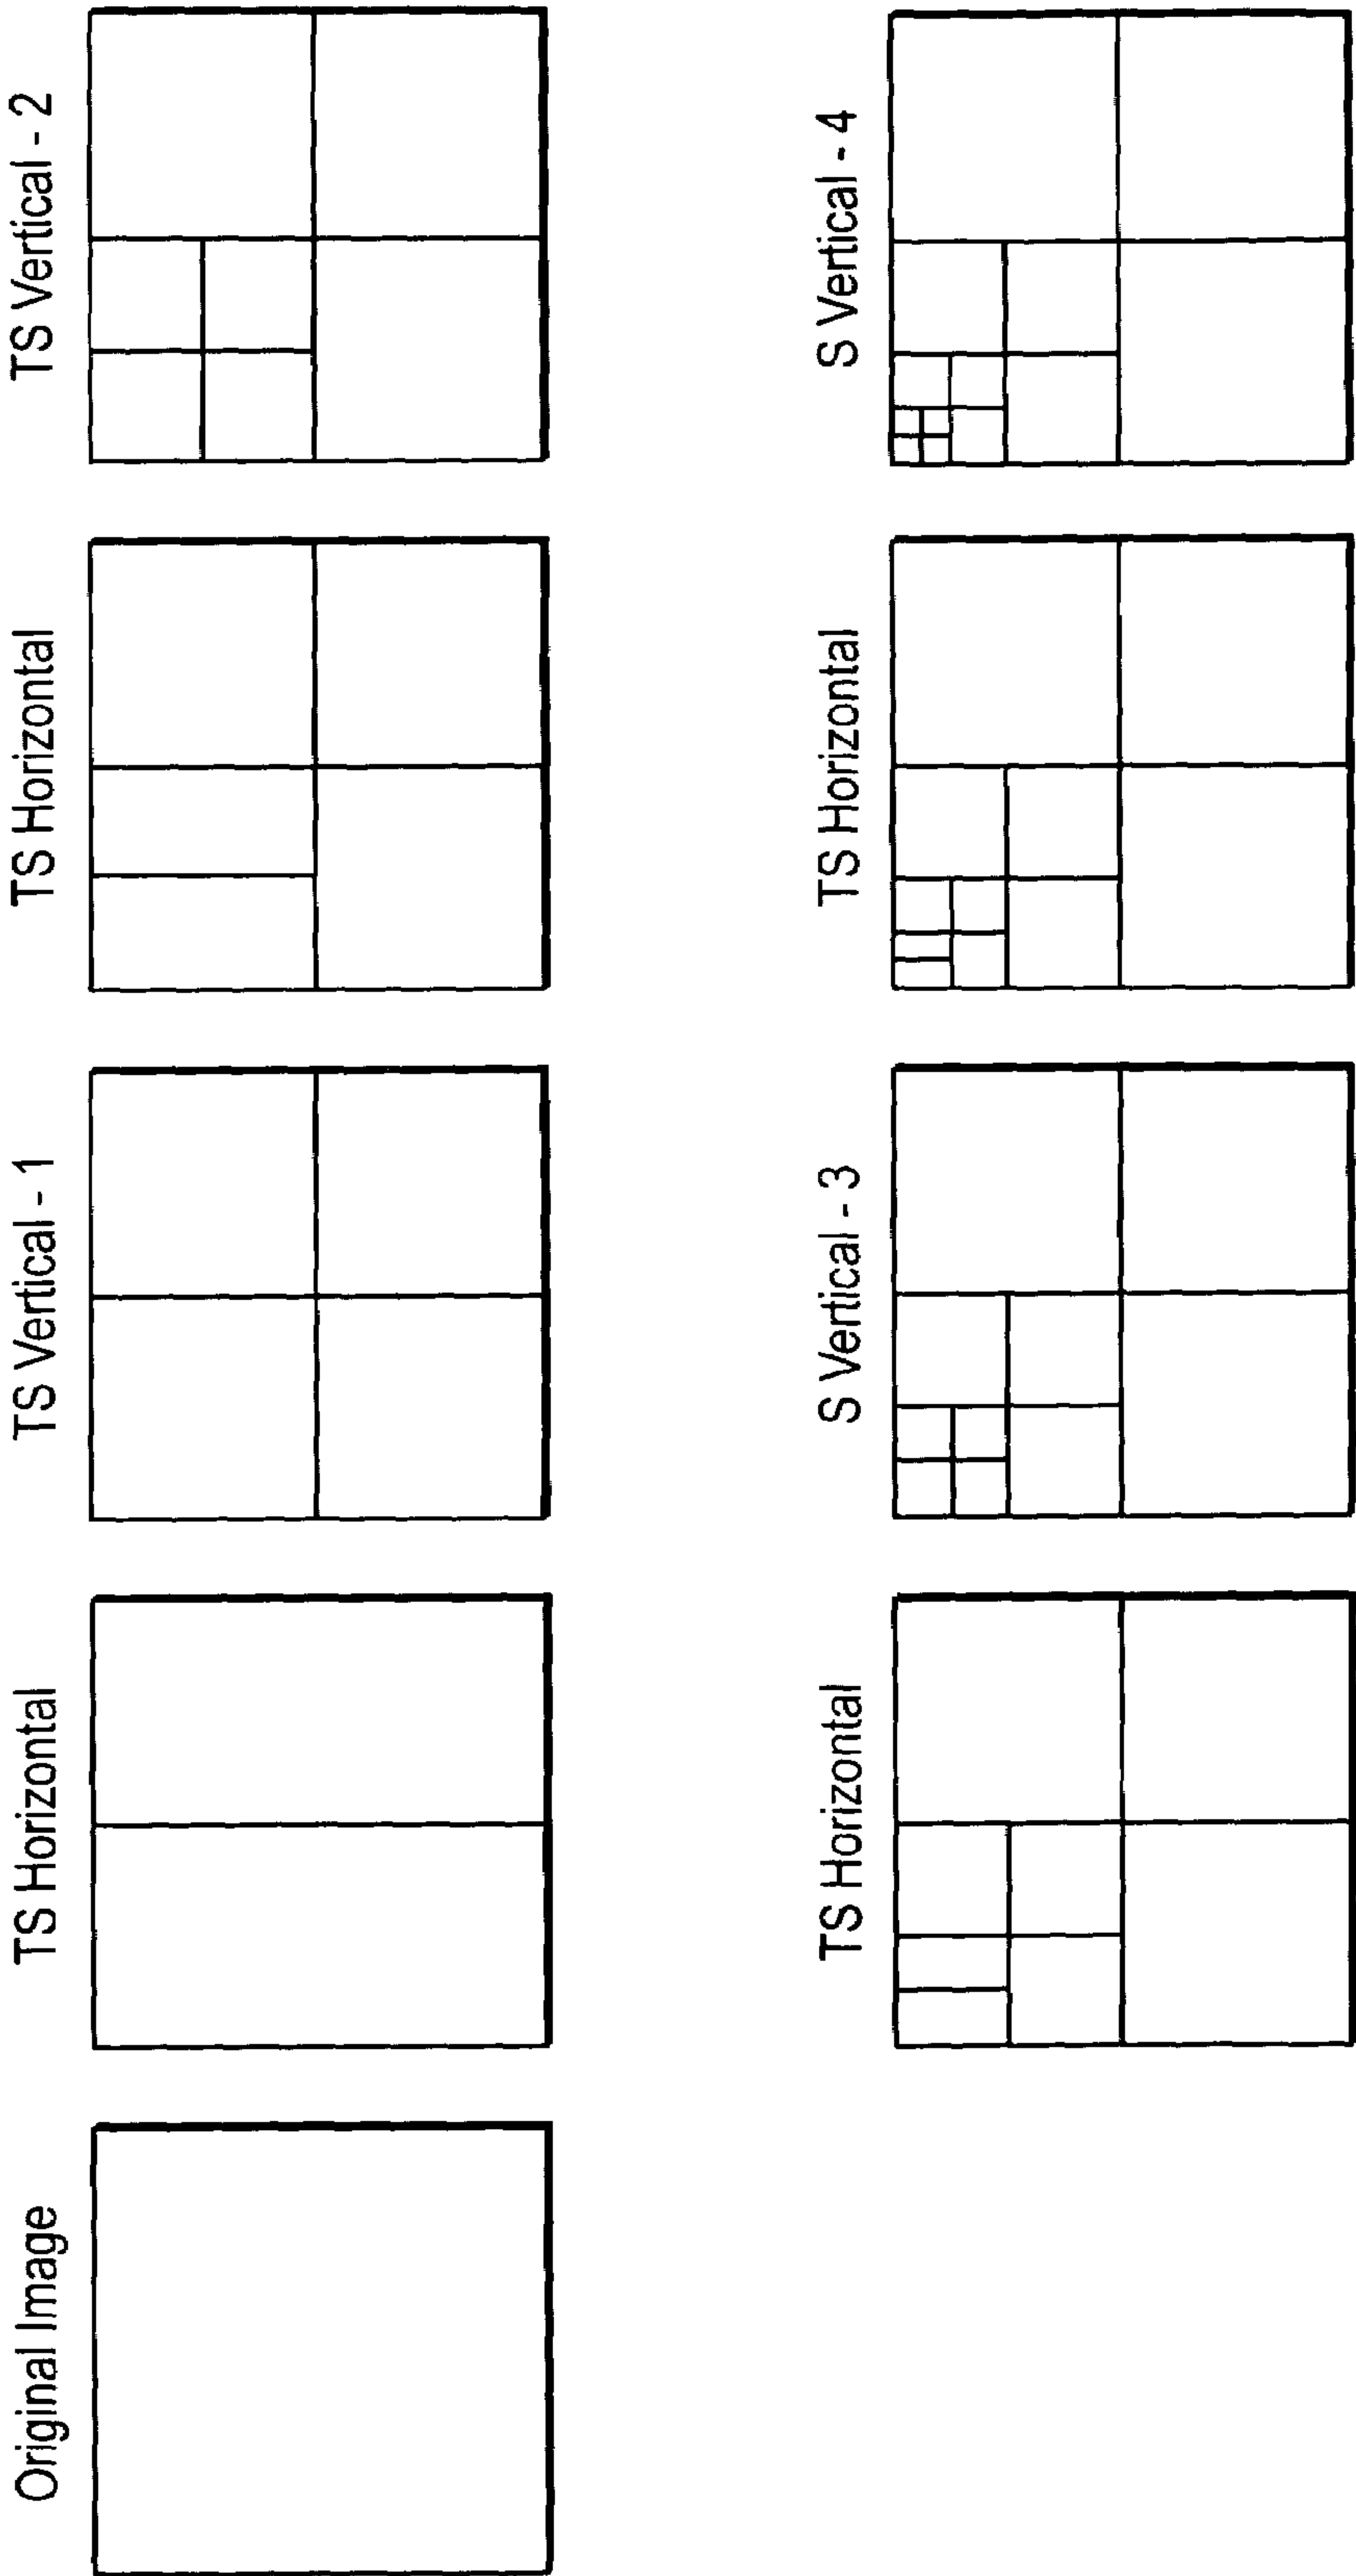 Original Image
TS Horizontal
TS Vertical - 1
TS Horizontal
TS Vertical - 2
TS Horizontal
S Vertical - 3
TS Horizontal
S Vertical - 4